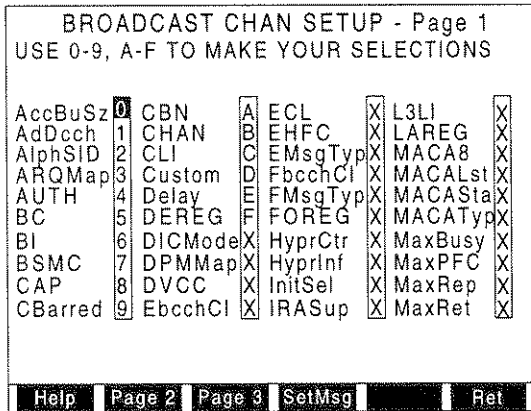 BROADCAST CHAN SETUP - Page 1
USE 0-9, A-F TO MAKE YOUR SELECTIONS
AccBuSz 0 CBN A ECL X L3LI X
AdDcch 1 CHAN B EHFC X LAREG X
AlphSID 2 CLI C EMsgTyp X MACA8 X
ARQMap 3 Custom D FbcchCl X MACALst X
AUTH 4 Delay E FMsgTyp X MACASta X
BC 5 DEREG F FOREG X MACATyp X
BI 6 DICMode X HyprCtr X MaxBusy X
BSMC 7 DPMMap X HyprInf X MaxPFC X
CAP 8 DVCC X InitSel X MaxRep X
CBarred 9 EbcchCl X IRASup X MaxRet X
Help Page 2 Page 3 SetMsg Ret